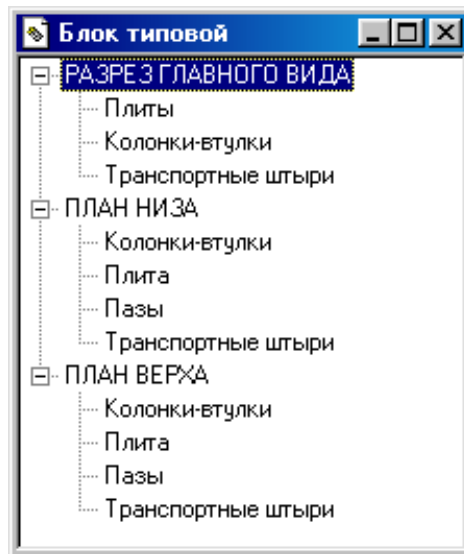 Блок типовой
РАЗРЕЗ ГЛАВНОГО ВИДА
Плиты
Колонки-втулки
Транспортные штыри
ПЛАН НИЗА
Колонки-втулки
Плита
Пазы
Транспортные штыри
ПЛАН ВЕРХА
Колонки-втулки
Плита
Пазы
Транспортные штыри